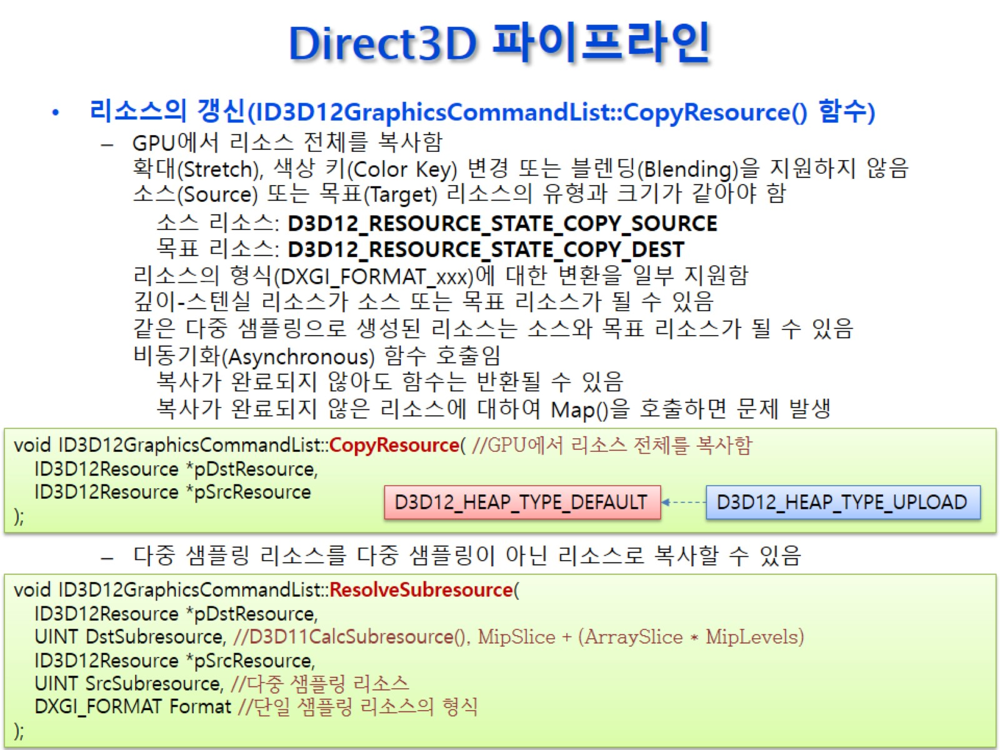 Direct3D 파이프라인
• 리소스의 갱신(ID3D12GraphicsCommandList::CopyResource() 함수)
– GPU에서 리소스 전체를 복사함
확대(Stretch), 색상 키(Color Key) 변경 또는 블렌딩(Blending)을 지원하지 않음
소스(Source) 또는 목표(Target) 리소스의 유형과 크기가 같아야 함
소스 리소스: D3D12_RESOURCE_STATE_COPY_SOURCE
목표 리소스: D3D12_RESOURCE_STATE_COPY_DEST
리소스의 형식(DXGI_FORMAT_xxx)에 대한 변환을 일부 지원함
깊이-스텐실 리소스가 소스 또는 목표 리소스가 될 수 있음
같은 다중 샘플링으로 생성된 리소스는 소스와 목표 리소스가 될 수 있음
비동기화(Asynchronous) 함수 호출임
복사가 완료되지 않아도 함수는 반환될 수 있음
복사가 완료되지 않은 리소스에 대하여 Map()을 호출하면 문제 발생
void ID3D12GraphicsCommandList::CopyResource( //GPU에서 리소스 전체를 복사함
ID3D12Resource *pDstResource,
ID3D12Resource *pSrcResource
D3D12_HEAP_TYPE_DEFAULT D3D12_HEAP_TYPE_UPLOAD
);
– 다중 샘플링 리소스를 다중 샘플링이 아닌 리소스로 복사할 수 있음
void ID3D12GraphicsCommandList::ResolveSubresource(
ID3D12Resource *pDstResource,
UINT DstSubresource, //D3D11CalcSubresource(), MipSlice + (ArraySlice * MipLevels)
ID3D12Resource *pSrcResource,
UINT SrcSubresource, //다중 샘플링 리소스
DXGI_FORMAT Format //단일 샘플링 리소스의 형식
);